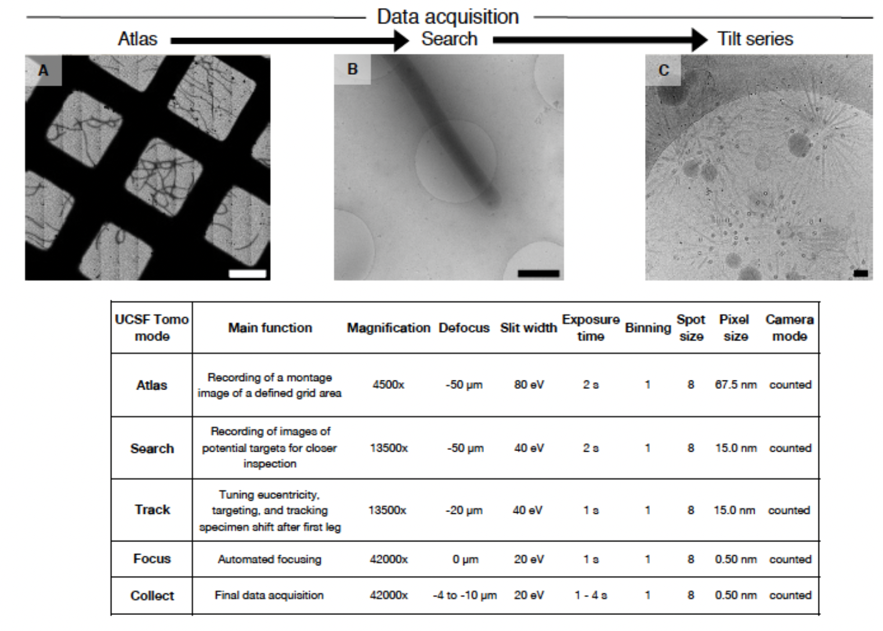 Data acquisition
Atlas Search Tilt series
A B C
UCSF Tomo mode Main function Magnification Defocus Slit width Exposure time Binning Spot size Pixel size Camera mode
Atlas Recording of a montage image of a defined grid area 4500x -50 µm 80 eV 2 s 1 8 67.5 nm counted
Search Recording of images of potential targets for closer inspection 13500x -50 µm 40 eV 2 s 1 8 15.0 nm counted
Track Tuning eucentricity, targeting, and tracking specimen shift after first leg 13500x -20 µm 40 eV 1 s 1 8 15.0 nm counted
Focus Automated focusing 42000x 0 µm 20 eV 1 s 1 8 0.50 nm counted
Collect Final data acquisition 42000x -4 to -10 µm 20 eV 1 - 4 s 1 8 0.50 nm counted